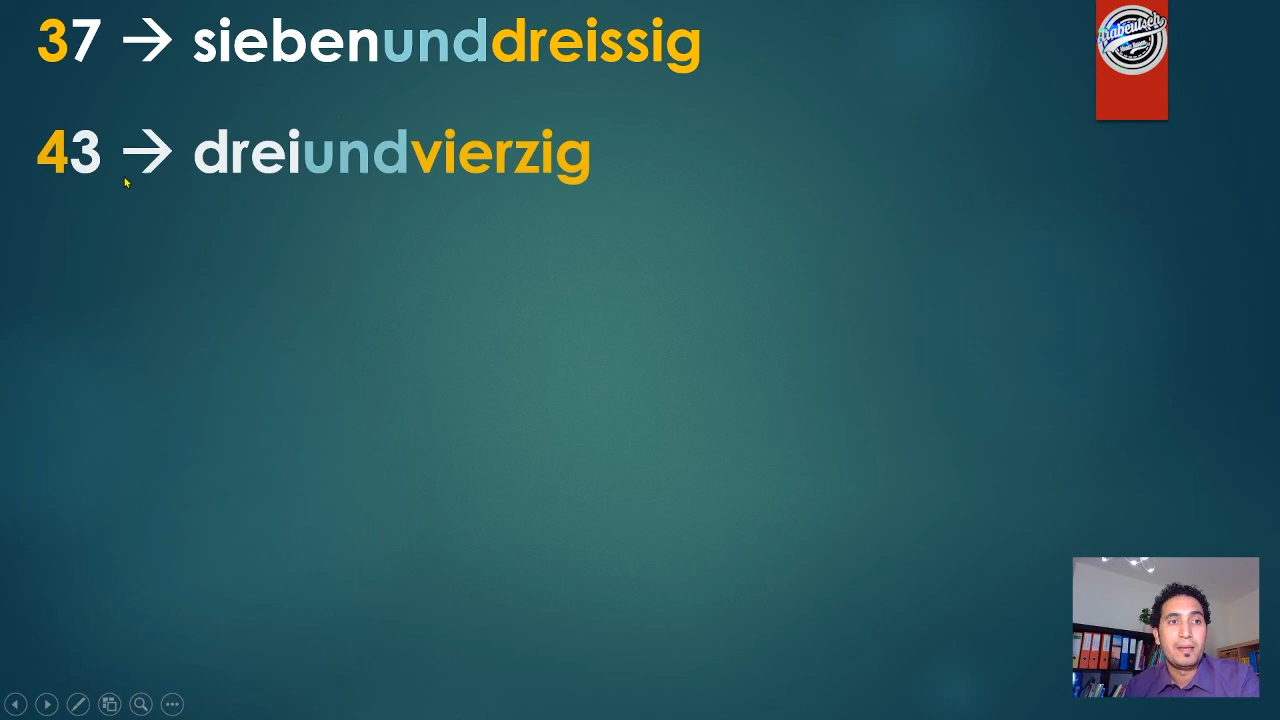 37 → siebenunddreissig
43 → dreiundvierzig